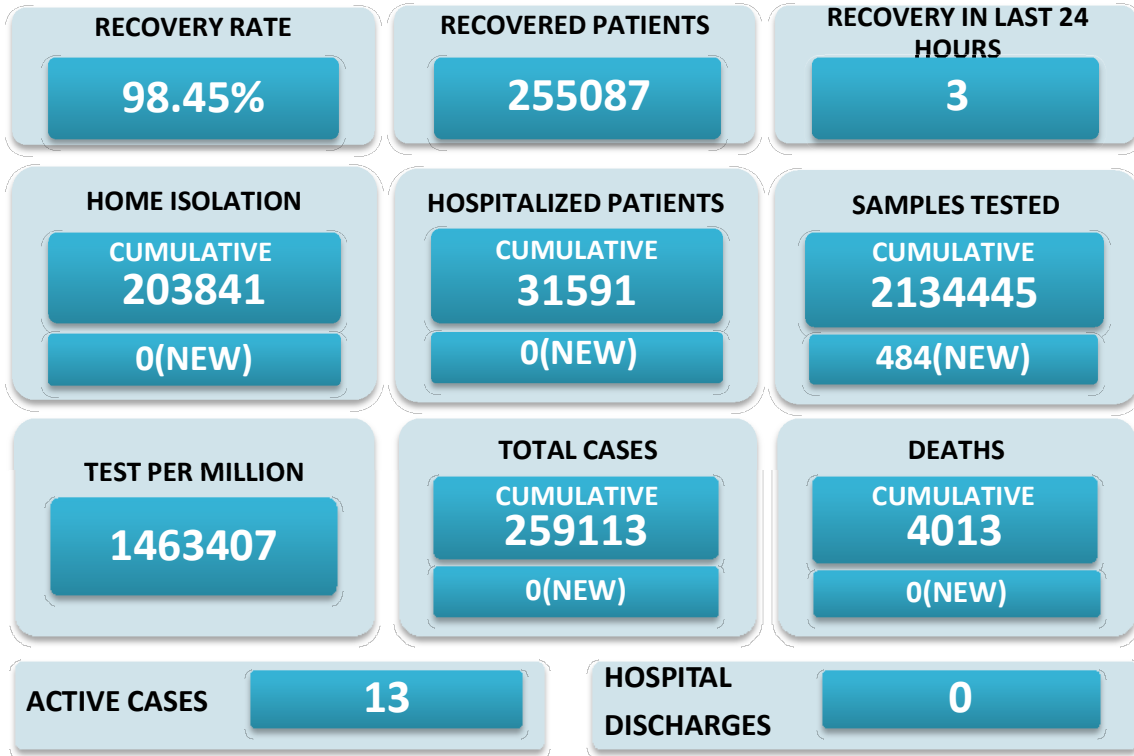 RECOVERY RATE
98.45%
RECOVERED PATIENTS
255087
RECOVERY IN LAST 24
HOURS
3
HOME ISOLATION
CUMULATIVE
203841
0(NEW)
HOSPITALIZED PATIENTS
CUMULATIVE
31591
0(NEW)
SAMPLES TESTED
CUMULATIVE
2134445
484(NEW)
TEST PER MILLION
1463407
TOTAL CASES
CUMULATIVE
259113
0(NEW)
DEATHS
CUMULATIVE
4013
0(NEW)
ACTIVE CASES
13
HOSPITAL
DISCHARGES
0